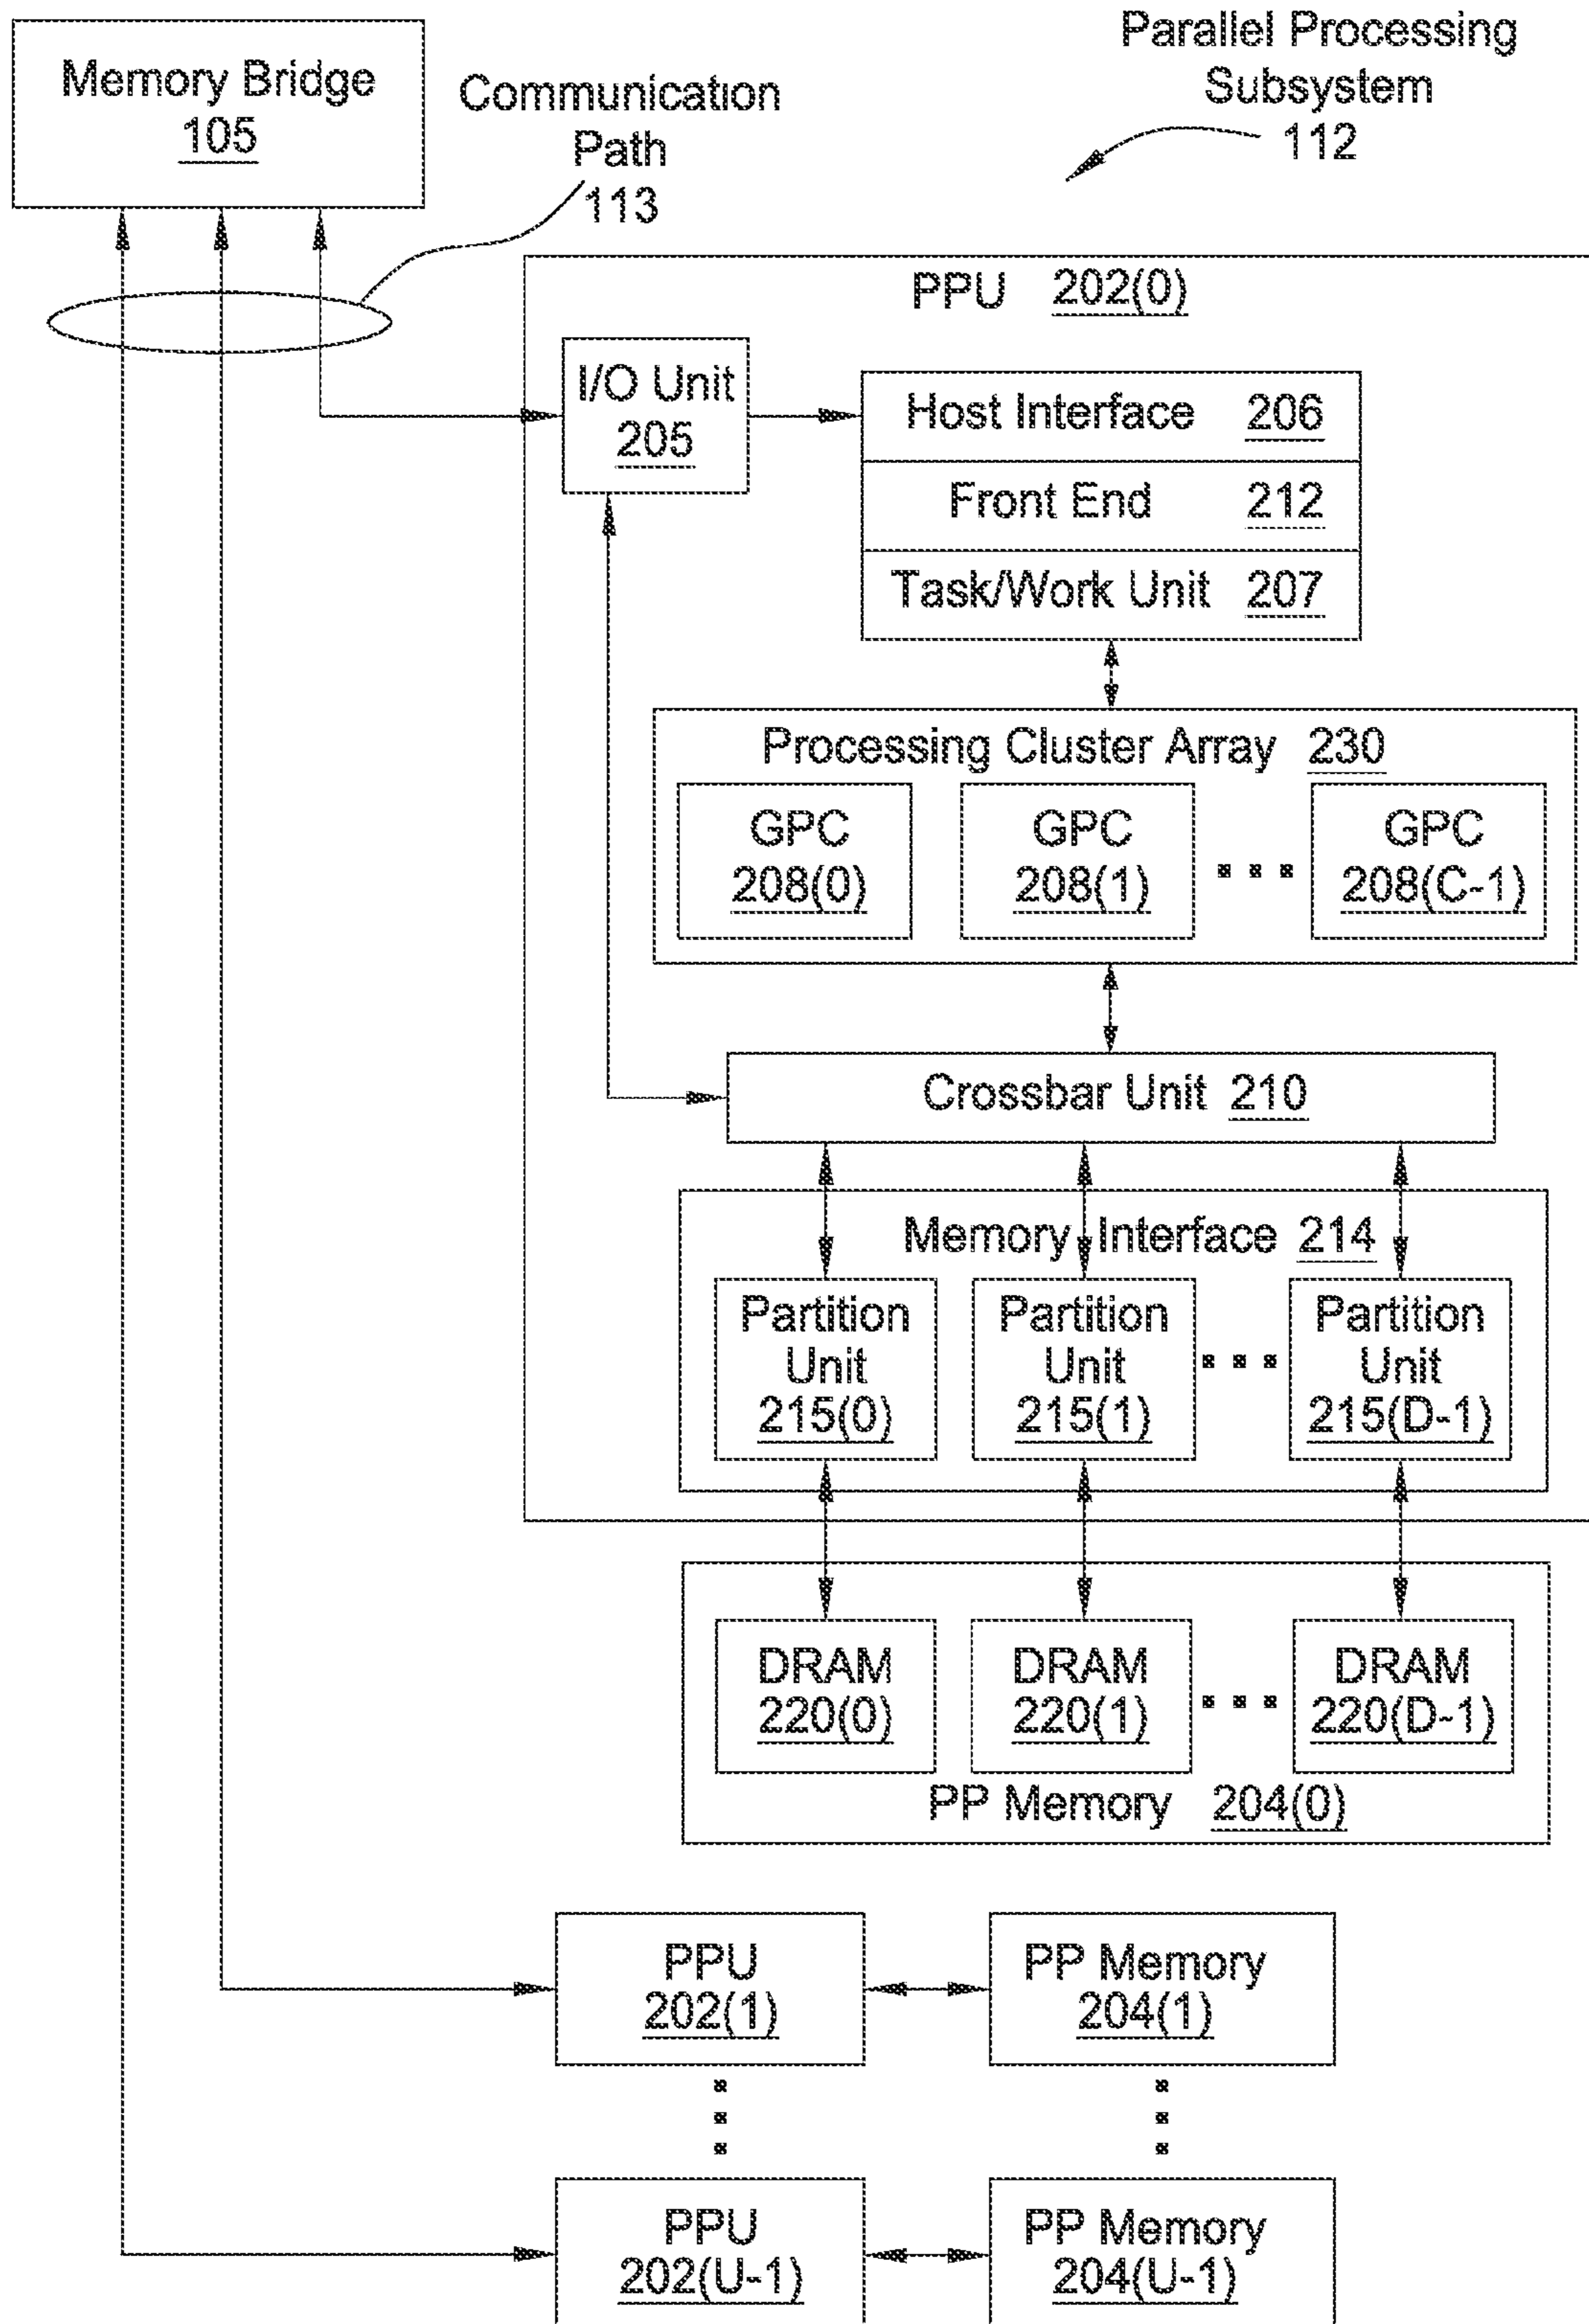 Memory Bridge
105
Communication
Path
113
Parallel Processing
Subsystem
112
PPU 202(0)
I/O Unit
205
Host Interface 206
Front End 212
Task/Work Unit 207
Processing Cluster Array 230
GPC
208(0)
GPC
208(1)
GPC
208(C-1)
Crossbar Unit 210
Memory Interface 214
Partition
Unit
215(0)
Partition
Unit
215(1)
Partition
Unit
215(D-1)
DRAM
220(0)
DRAM
220(1)
DRAM
220(D-1)
PP Memory 204(0)
PPU
202(1)
PP Memory
204(1)
PPU
202(U-1)
PP Memory
204(U-1)